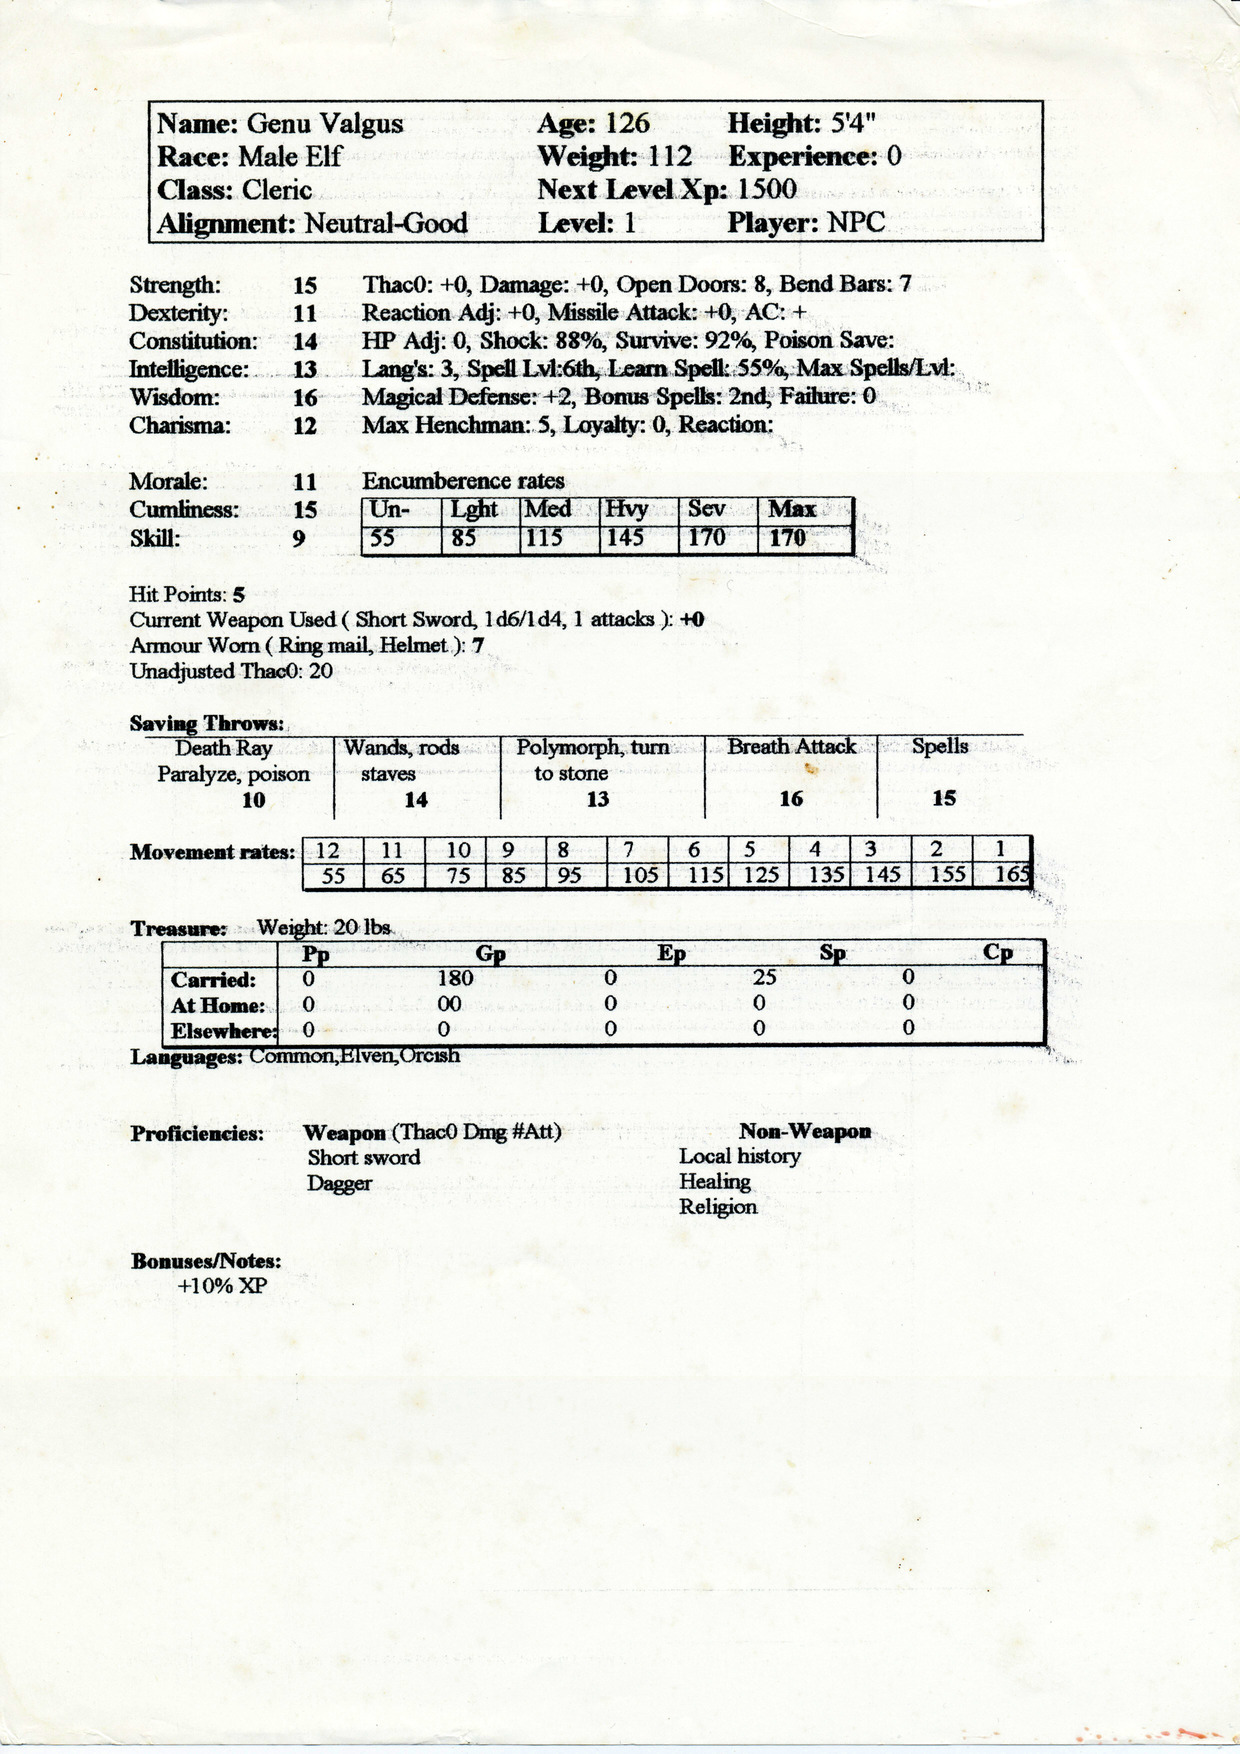 Name: Genu Valgus Age: 126 Height: 5'4"
Race: Male Elf Weight: 112 Experience: 0
Class: Cleric Next Level Xp: 1500
Alignment: Neutral-Good Level: 1 Player: NPC
Strength: 15 Thac0: +0, Damage: +0, Open Doors: 8, Bend Bars: 7
Dexterity: 11 Reaction Adj: +0, Missile Attack: +0, AC: +
Constitution: 14 HP Adj: 0, Shock: 88%, Survive: 92%, Poison Save:
Intelligence: 13 Lang's: 3, Spell Lvl:6th, Learn Spell: 55%, Max Spells/Lvl:
Wisdom: 16 Magical Defense: +2, Bonus Spells: 2nd, Failure: 0
Charisma: 12 Max Henchman: 5, Loyalty: 0, Reaction:
Morale: 11 Encumberence rates
Cumliness: 15 Un- Lght Med Hvy Sev Max
Skill: 9 55 85 115 145 170 170
Hit Points: 5
Current Weapon Used ( Short Sword, 1d6/1d4, 1 attacks ): +0
Armour Worn ( Ring mail, Helmet ): 7
Unadjusted Thac0: 20
Saving Throws:
Death Ray Wands, rods Polymorph, turn Breath Attack Spells
Paralyze, poison staves to stone
10 14 13 16 15
Movement rates: 12 11 10 9 8 7 6 5 4 3 2 1
55 65 75 85 95 105 115 125 135 145 155 165
Treasure: Weight: 20 lbs
Pp Gp Ep Sp Cp
Carried: 0 180 0 25 0
At Home: 0 00 0 0 0
Elsewhere: 0 0 0 0 0
Languages: Common,Elven,Orcish
Proficiencies: Weapon (Thac0 Dmg #Att) Non-Weapon
Short sword Local history
Dagger Healing
Religion
Bonuses/Notes:
+10% XP